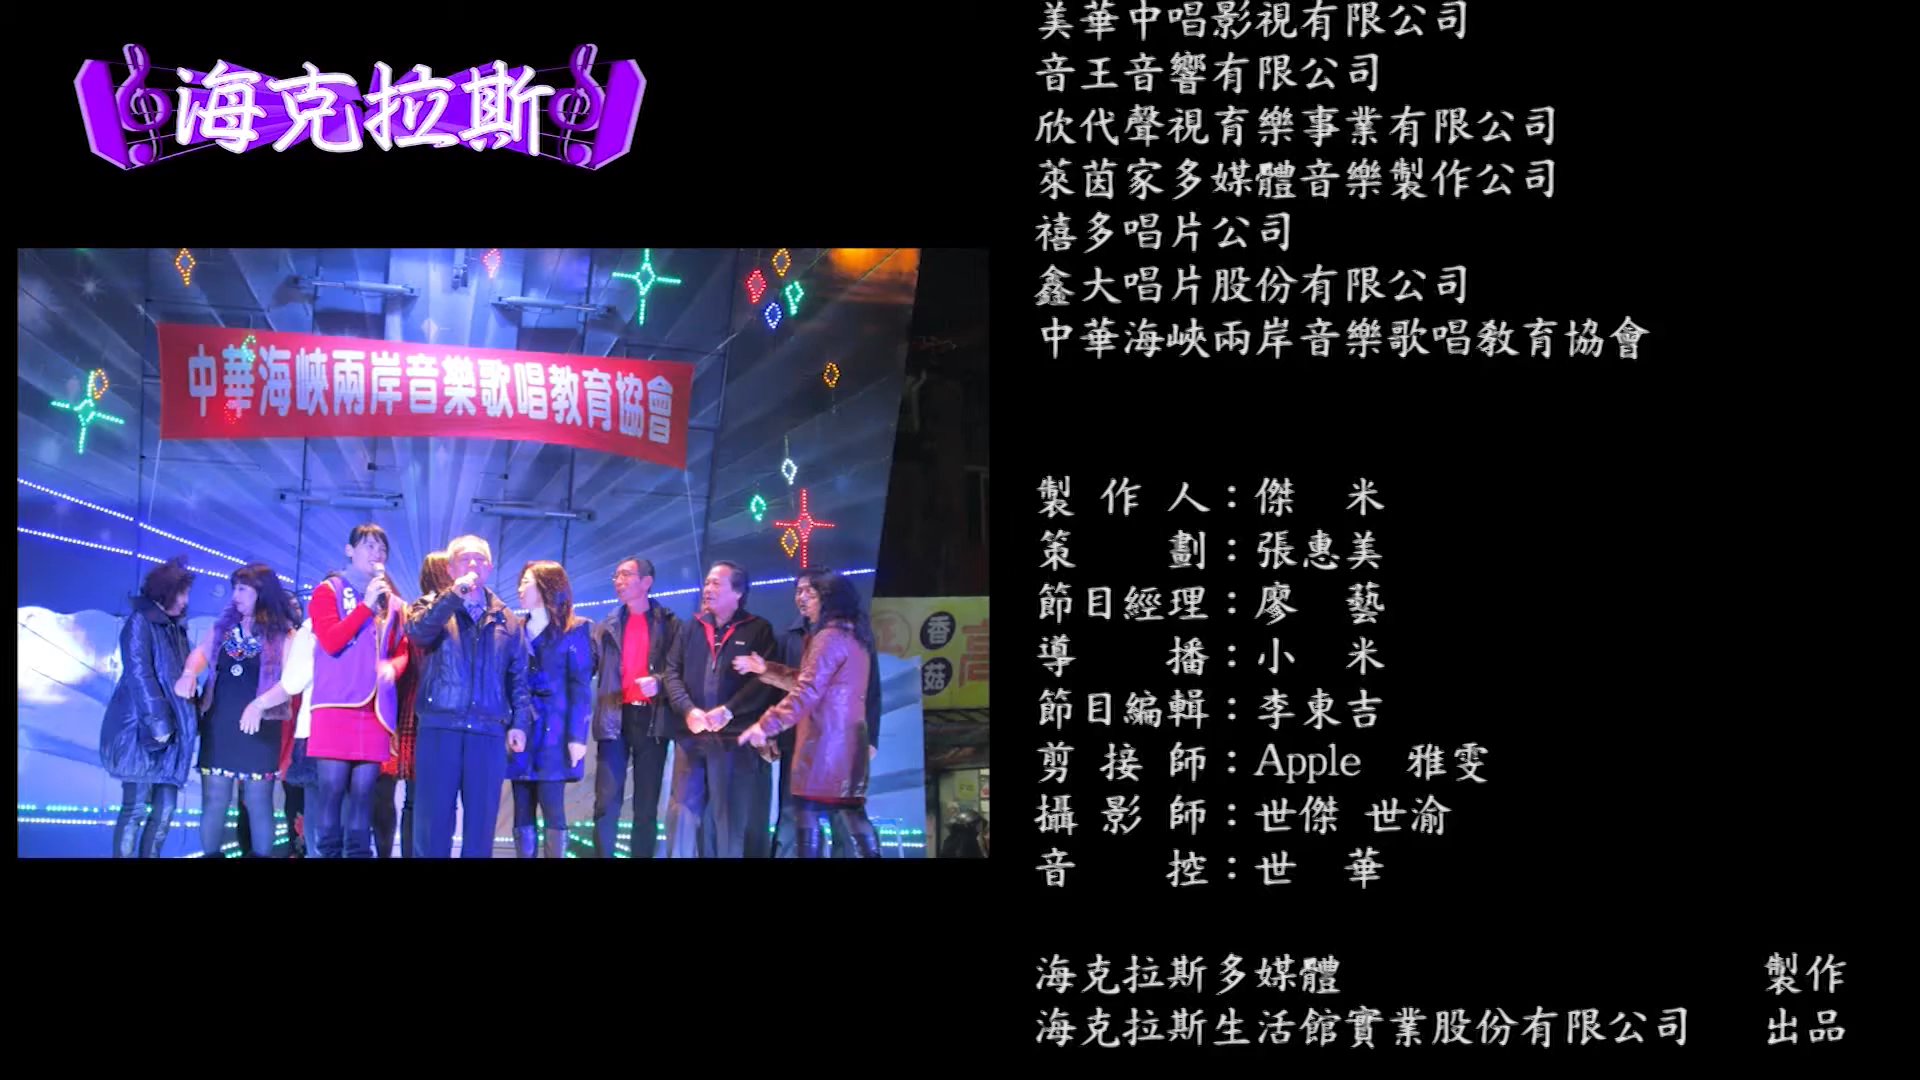 海克拉斯
中華海峽兩岸音樂歌唱教育協會
香菇
美華中唱影視有限公司
音王音響有限公司
欣代聲視育樂事業有限公司
萊茵家多媒體音樂製作公司
禧多唱片公司
鑫大唱片股份有限公司
中華海峽兩岸音樂歌唱教育協會
製作人：傑 米
策劃：張惠美
節目經理：廖 藝
導播：小 米
節目編輯：李東吉
剪接師：Apple 雅雯
攝影師：世傑 世渝
音控：世 華
海克拉斯多媒體 製作
海克拉斯生活館實業股份有限公司 出品